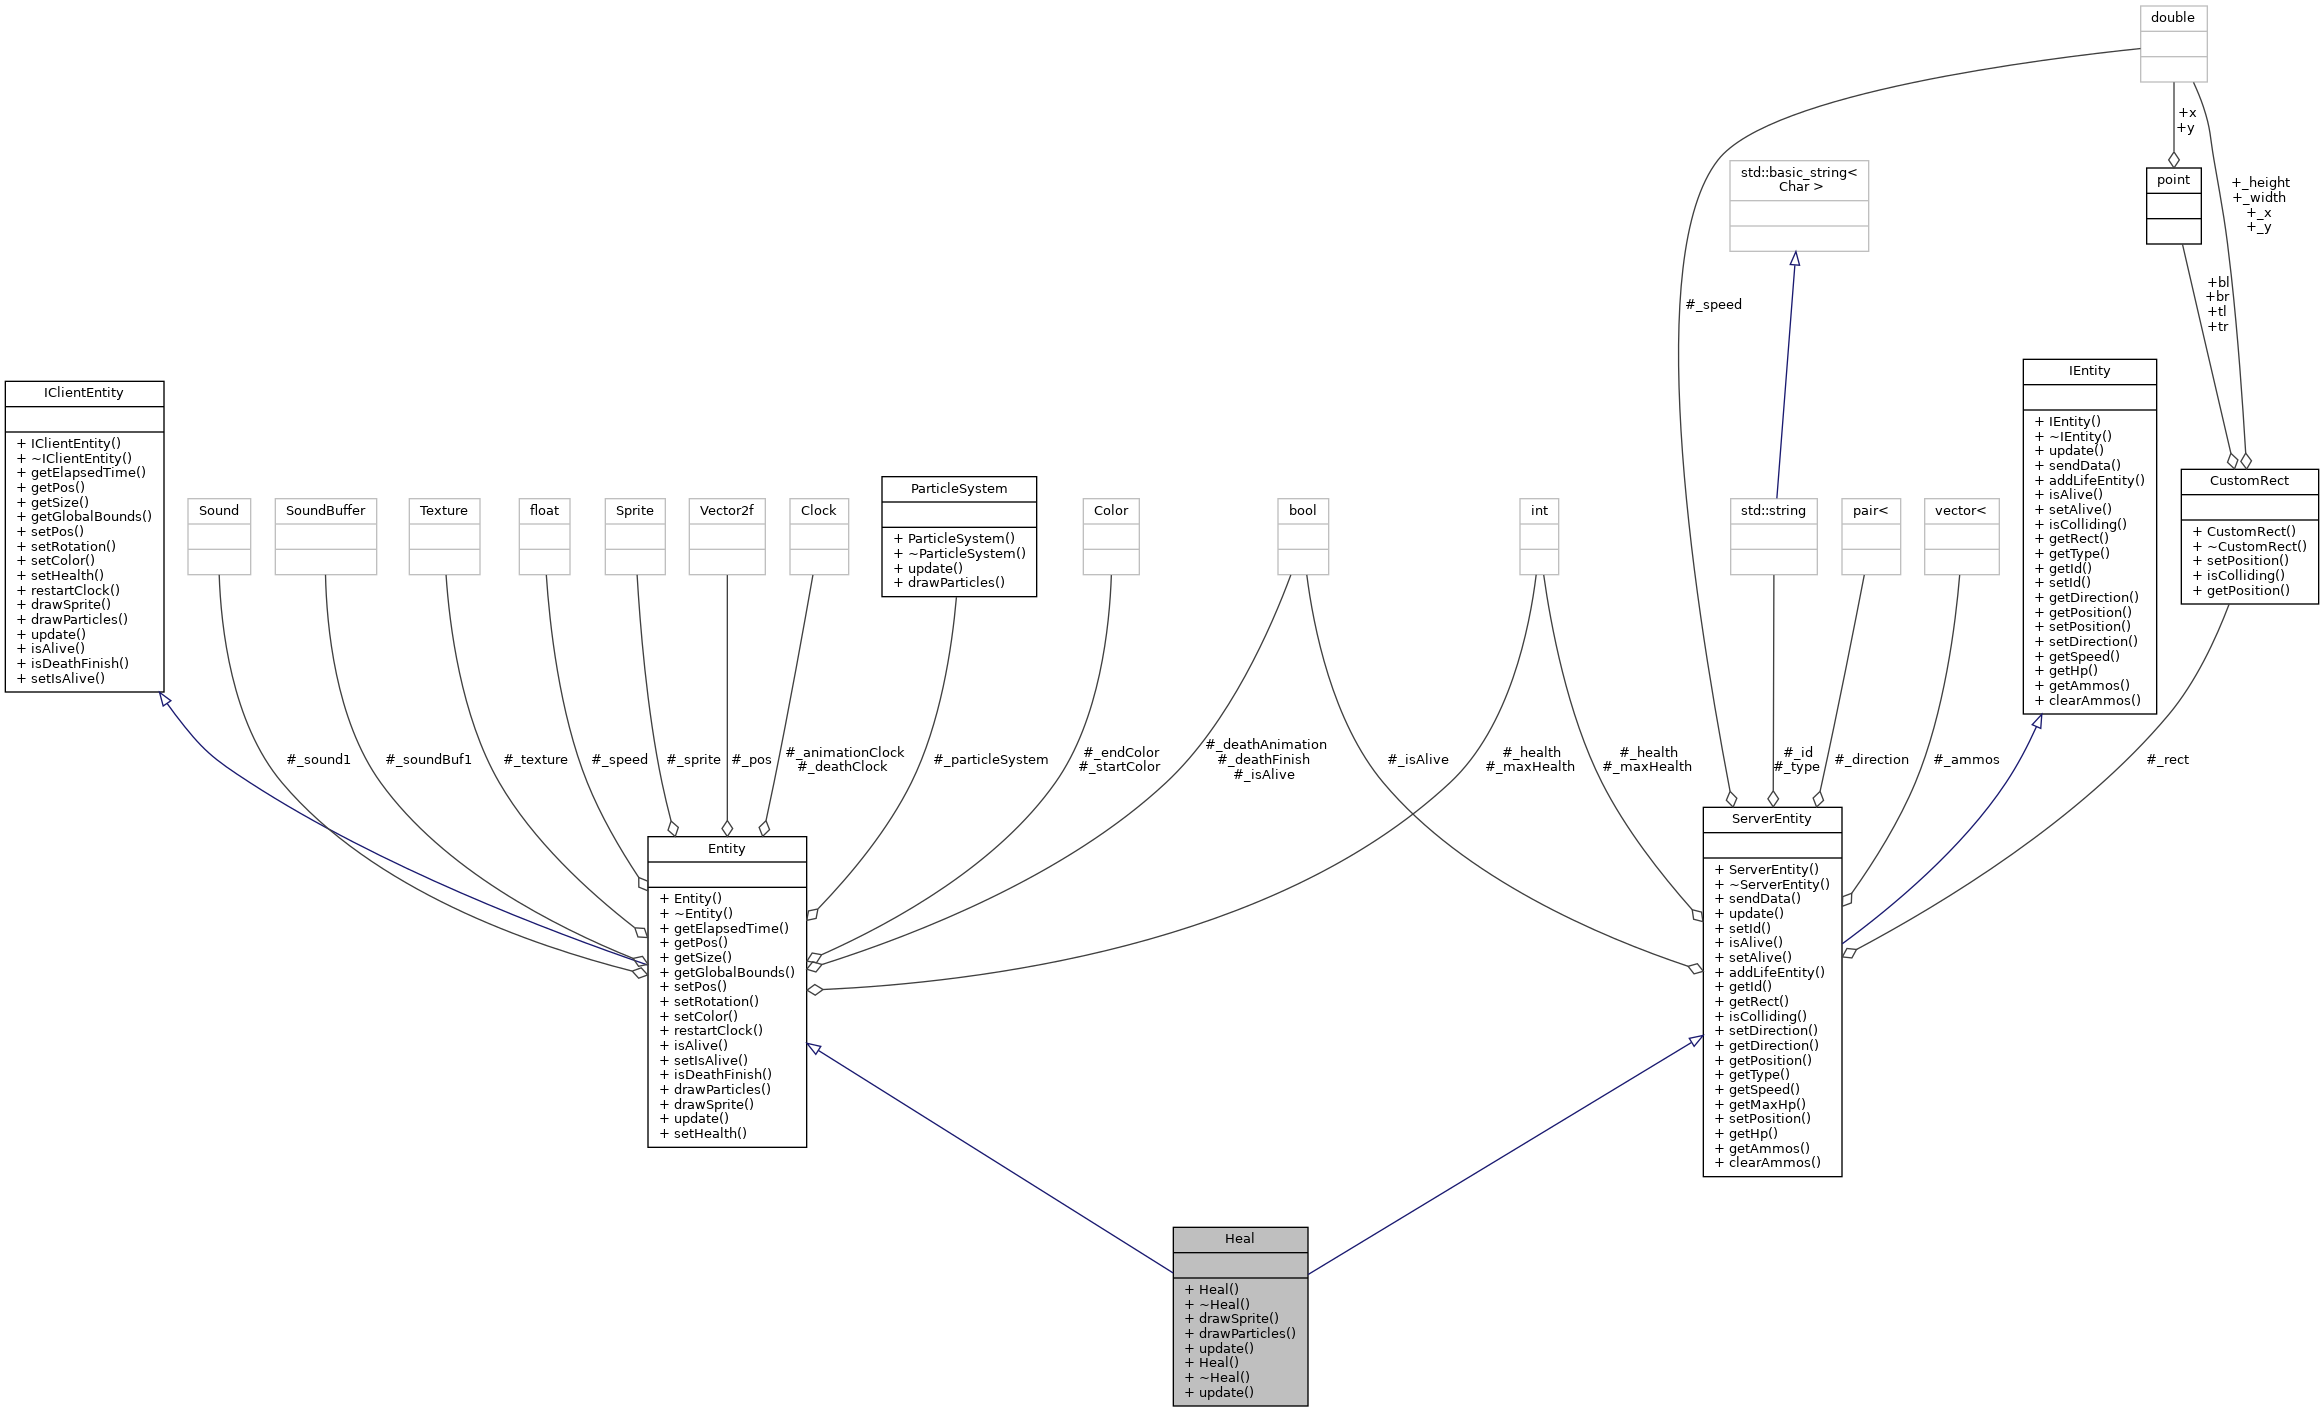 double
+x
+y
std::basic_string<
Char >
point
+_height
+_width
+_x
+_y
#_speed
+bl
+br
+tl
+tr
IClientEntity
+ IClientEntity()
+ ~IClientEntity()
+ getElapsedTime()
+ getPos()
+ getSize()
+ getGlobalBounds()
+ setPos()
+ setRotation()
+ setColor()
+ setHealth()
+ restartClock()
+ drawSprite()
+ drawParticles()
+ update()
+ isAlive()
+ isDeathFinish()
+ setIsAlive()
Sound
SoundBuffer
Texture
float
Sprite
Vector2f
Clock
ParticleSystem
+ ParticleSystem()
+ ~ParticleSystem()
+ update()
+ drawParticles()
Color
bool
int
std::string
pair<
vector<
IEntity
+ IEntity()
+ ~IEntity()
+ update()
+ sendData()
+ addLifeEntity()
+ isAlive()
+ setAlive()
+ isColliding()
+ getRect()
+ getType()
+ getId()
+ setId()
+ getDirection()
+ getPosition()
+ setPosition()
+ setDirection()
+ getSpeed()
+ getHp()
+ getAmmos()
+ clearAmmos()
CustomRect
+ CustomRect()
+ ~CustomRect()
+ setPosition()
+ isColliding()
+ getPosition()
#_sound1
#_soundBuf1
#_texture
#_speed
#_sprite
#_pos
#_animationClock
#_deathClock
#_particleSystem
#_endColor
#_startColor
#_deathAnimation
#_deathFinish
#_isAlive
#_isAlive
#_health
#_maxHealth
#_health
#_maxHealth
#_id
#_type
#_direction
#_ammos
#_rect
Entity
+ Entity()
+ ~Entity()
+ getElapsedTime()
+ getPos()
+ getSize()
+ getGlobalBounds()
+ setPos()
+ setRotation()
+ setColor()
+ restartClock()
+ isAlive()
+ setIsAlive()
+ isDeathFinish()
+ drawParticles()
+ drawSprite()
+ update()
+ setHealth()
ServerEntity
+ ServerEntity()
+ ~ServerEntity()
+ sendData()
+ update()
+ setId()
+ isAlive()
+ setAlive()
+ addLifeEntity()
+ getId()
+ getRect()
+ isColliding()
+ setDirection()
+ getDirection()
+ getPosition()
+ getType()
+ getSpeed()
+ getMaxHp()
+ setPosition()
+ getHp()
+ getAmmos()
+ clearAmmos()
Heal
+ Heal()
+ ~Heal()
+ drawSprite()
+ drawParticles()
+ update()
+ Heal()
+ ~Heal()
+ update()